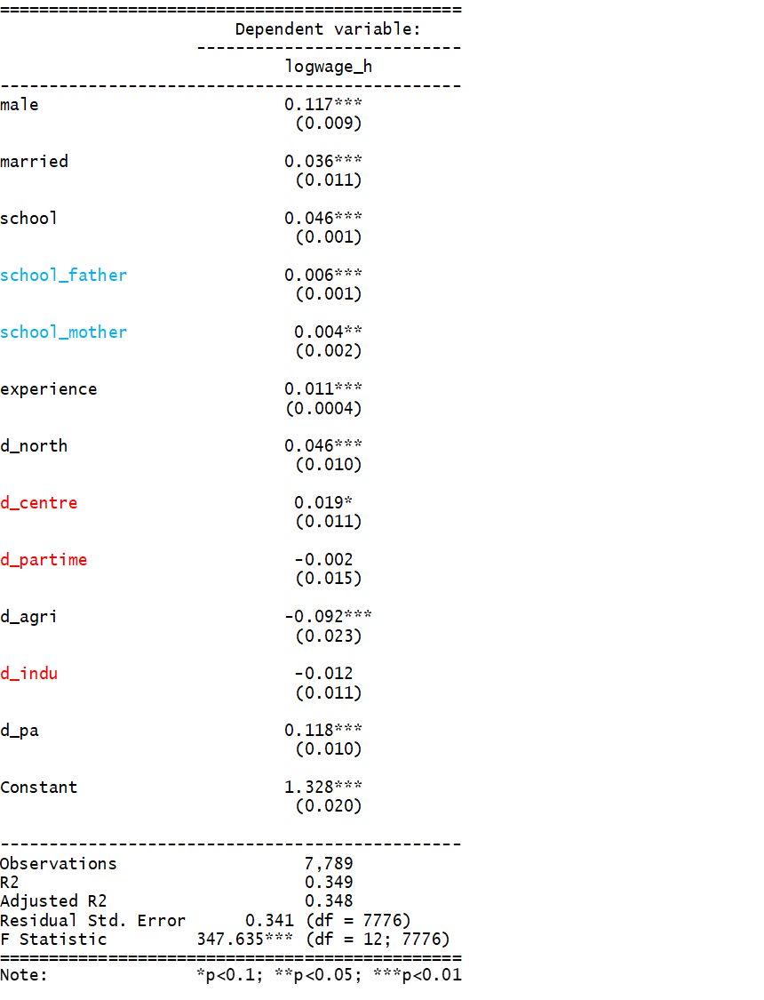 ===============================================
Dependent variable:
---------------------------
logwage_h
-----------------------------------------------
male 0.117***
(0.009)
married 0.036***
(0.011)
school 0.046***
(0.001)
school_father 0.006***
(0.001)
school_mother 0.004**
(0.002)
experience 0.011***
(0.0004)
d_north 0.046***
(0.010)
d_centre 0.019*
(0.011)
d_partime -0.002
(0.015)
d_agri -0.092***
(0.023)
d_indu -0.012
(0.011)
d_pa 0.118***
(0.010)
Constant 1.328***
(0.020)
-----------------------------------------------
Observations 7,789
R2 0.349
Adjusted R2 0.348
Residual Std. Error 0.341 (df = 7776)
F Statistic 347.635*** (df = 12; 7776)
===============================================
Note: *p<0.1; **p<0.05; ***p<0.01